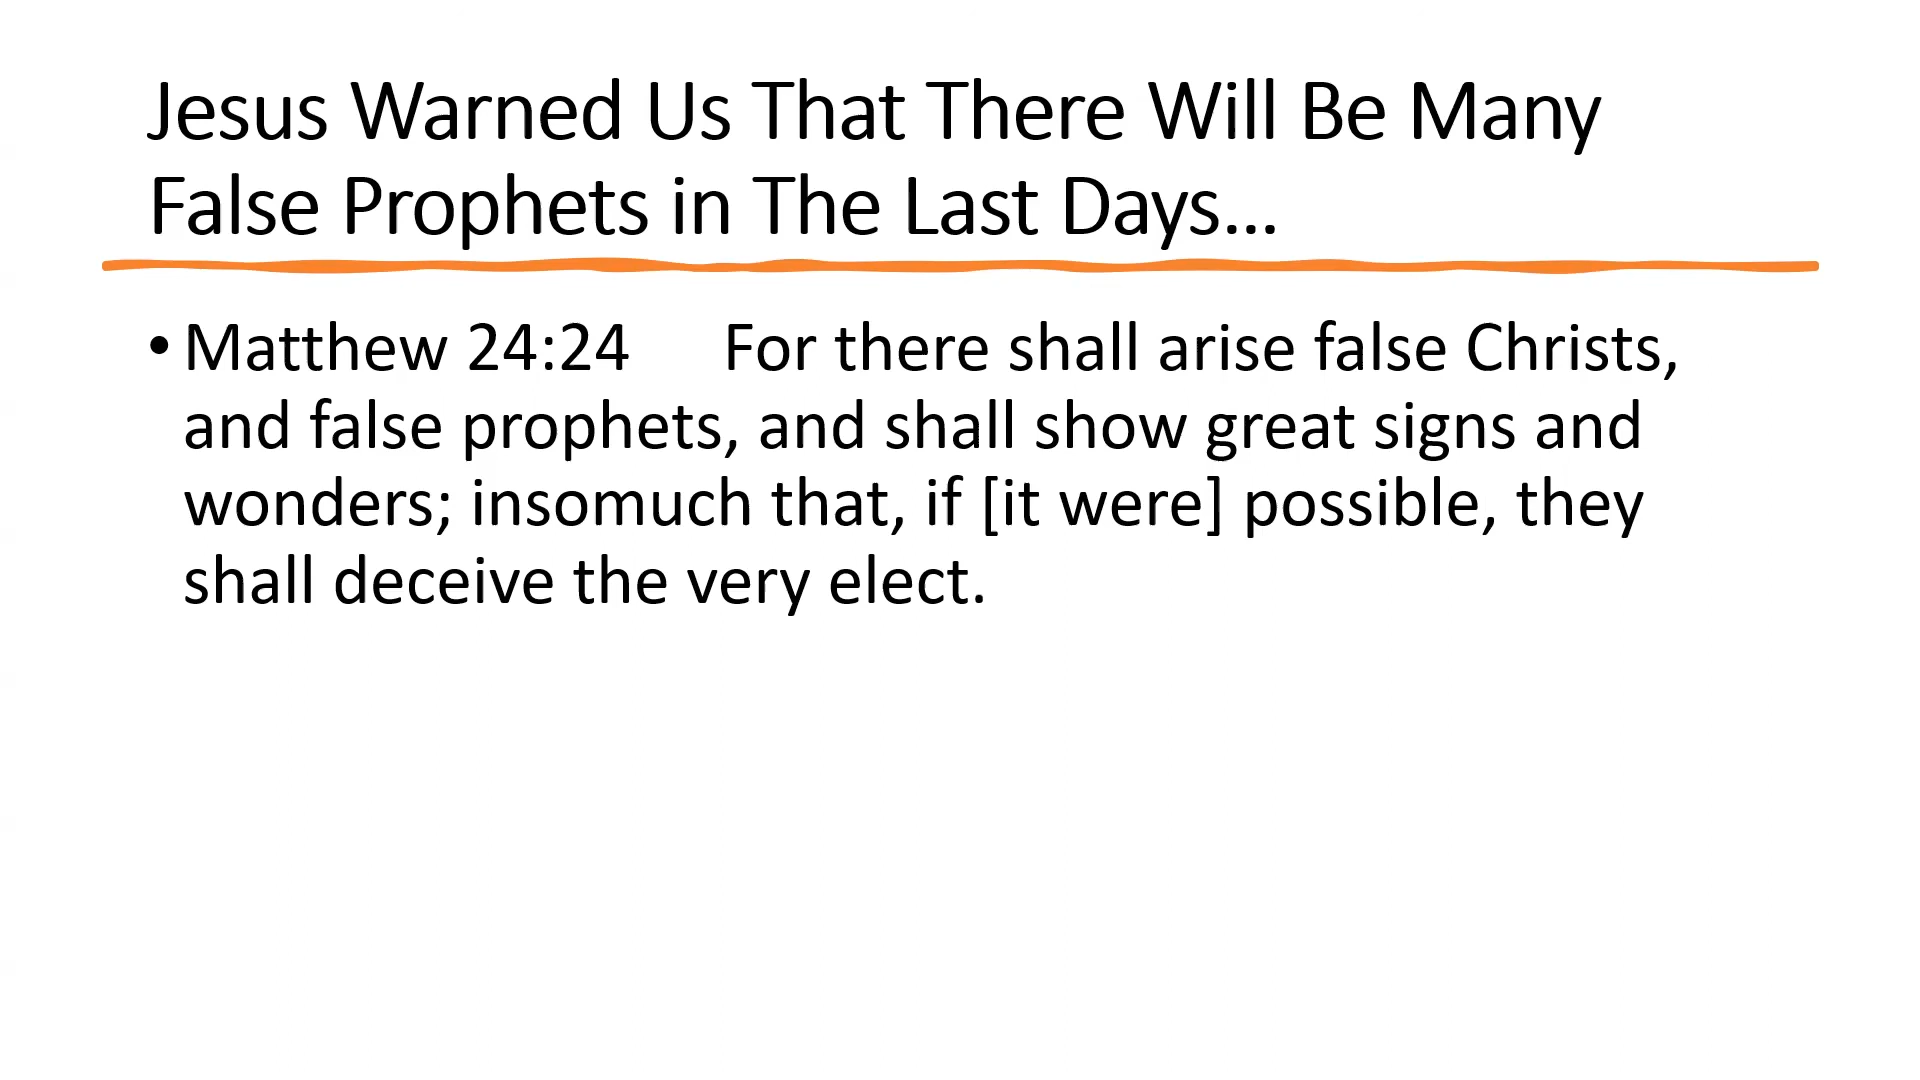 Jesus Warned Us That There Will Be Many
False Prophets in The Last Days...
• Matthew 24:24 For there shall arise false Christs,
and false prophets, and shall show great signs and
wonders; insomuch that, if [it were] possible, they
shall deceive the very elect.